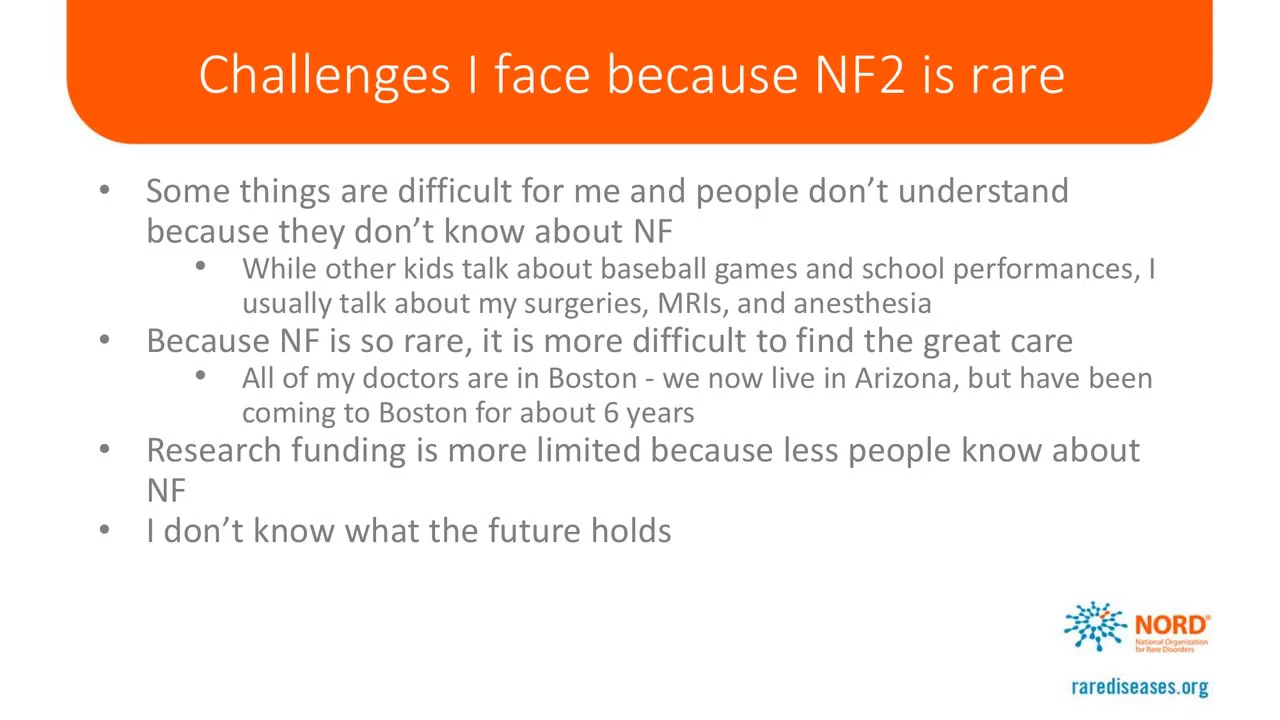 Challenges I face because NF2 is rare
• Some things are difficult for me and people don’t understand
because they don’t know about NF
• While other kids talk about baseball games and school performances, I
usually talk about my surgeries, MRIs, and anesthesia
• Because NF is so rare, it is more difficult to find the great care
• All of my doctors are in Boston - we now live in Arizona, but have been
coming to Boston for about 6 years
• Research funding is more limited because less people know about
NF
• I don’t know what the future holds
NORD®
National Organization
for Rare Disorders
rarediseases.org